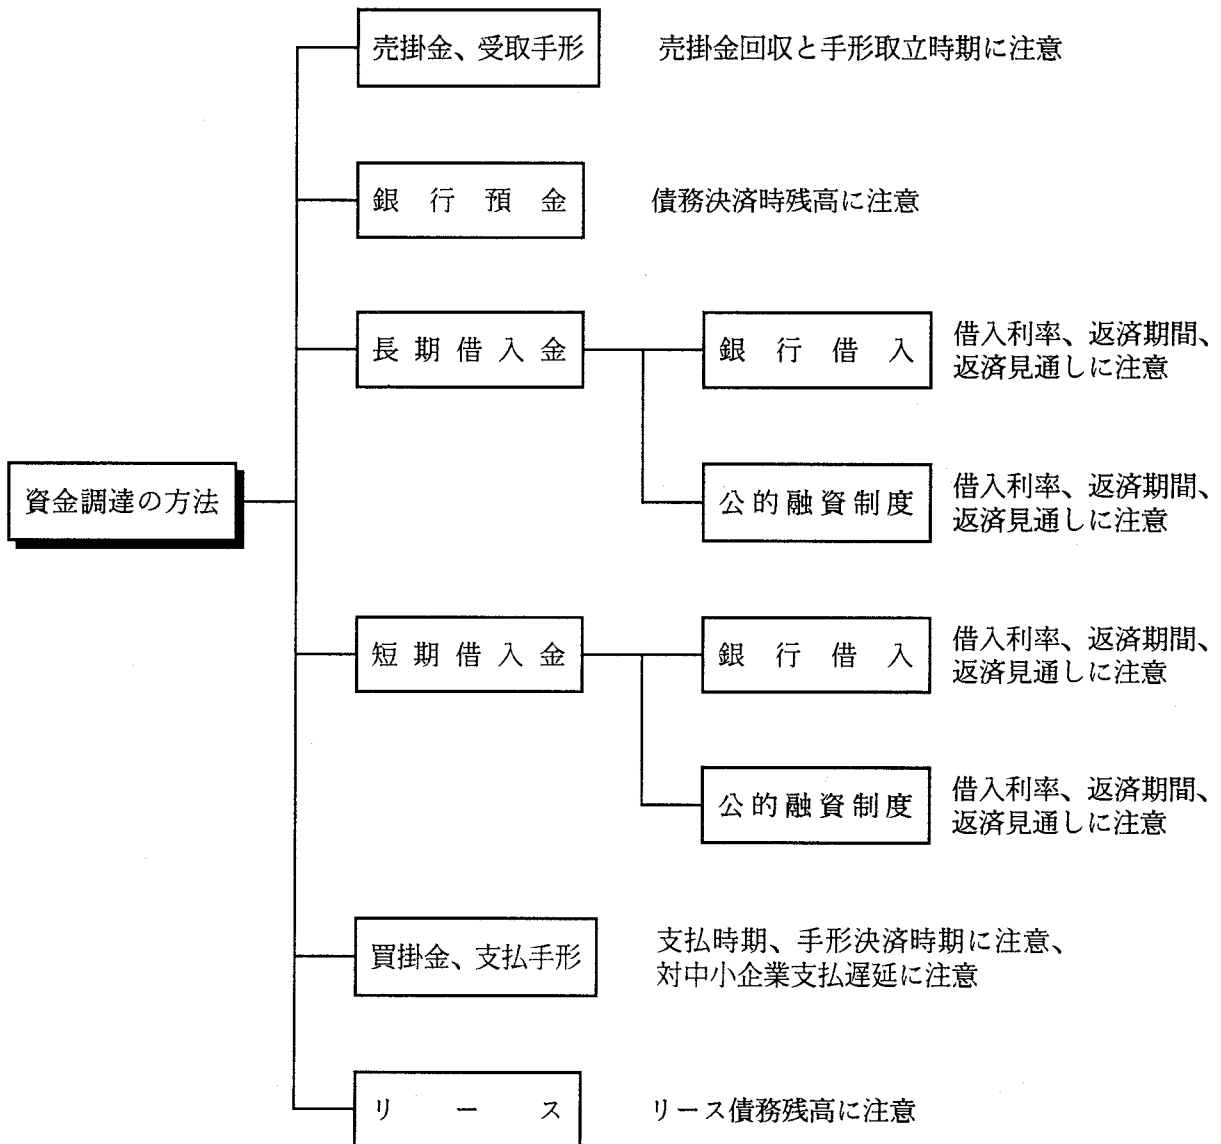 売掛金、受取手形
売掛金回収と手形取立時期に注意
銀行預金
債務決済時残高に注意
長期借入金
銀行借入
借入利率、返済期間、
返済見通しに注意
資金調達の方法
公的融資制度
借入利率、返済期間、
返済見通しに注意
短期借入金
銀行借入
借入利率、返済期間、
返済見通しに注意
公的融資制度
借入利率、返済期間、
返済見通しに注意
買掛金、支払手形
支払時期、手形決済時期に注意、
対中小企業支払遅延に注意
リース
リース債務残高に注意